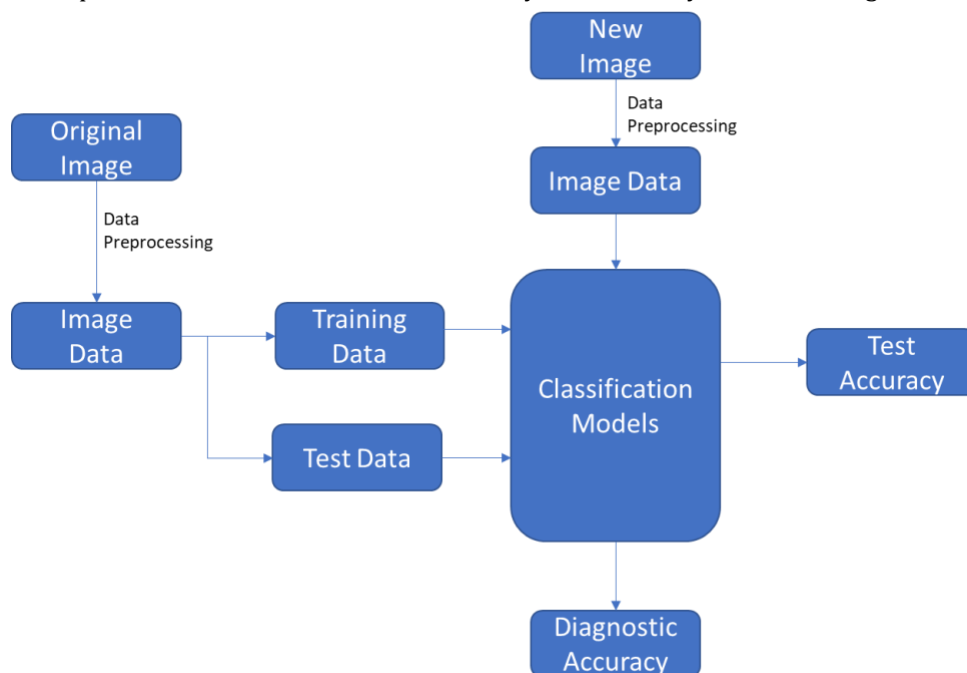 New
Image
Data
Preprocessing
Original
Image
Image Data
Data
Preprocessing
Image
Data
Training
Data
Classification
Models
Test
Accuracy
Test Data
Diagnostic
Accuracy